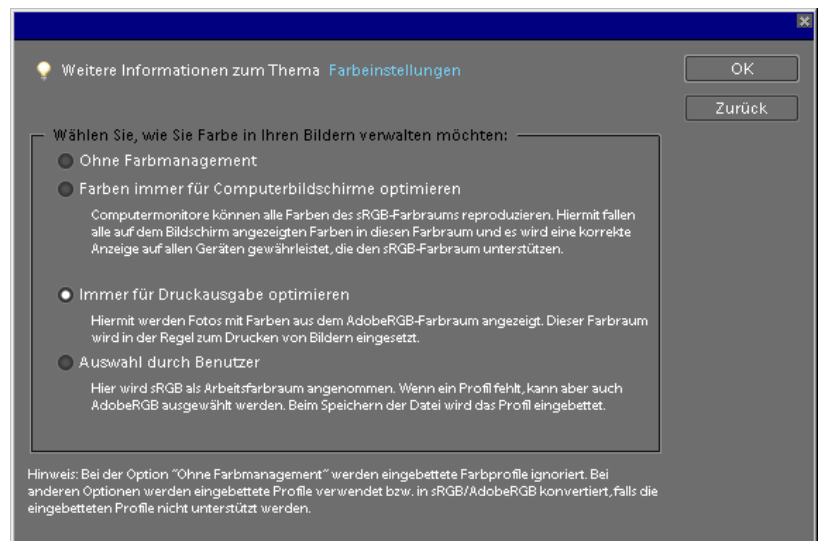 Weitere Informationen zum Thema Farbeinstellungen
OK
Zurück
Wählen Sie, wie Sie Farbe in Ihren Bildern verwalten möchten:
Ohne Farbmanagement
Farben immer für Computerbildschirme optimieren
Computermonitore können alle Farben des sRGB-Farbraums reproduzieren. Hiermit fallen
alle auf dem Bildschirm angezeigten Farben in diesen Farbraum und es wird eine korrekte
Anzeige auf allen Geräten gewährleistet, die den sRGB-Farbraum unterstützen.
Immer für Druckausgabe optimieren
Hiermit werden Fotos mit Farben aus dem AdobeRGB-Farbraum angezeigt. Dieser Farbraum
wird in der Regel zum Drucken von Bildern eingesetzt.
Auswahl durch Benutzer
Hier wird sRGB als Arbeitsfarbraum angenommen. Wenn ein Profil fehlt, kann aber auch
AdobeRGB ausgewählt werden. Beim Speichern der Datei wird das Profil eingebettet.
Hinweis: Bei der Option "Ohne Farbmanagement" werden eingebettete Farbprofile ignoriert. Bei
anderen Optionen werden eingebettete Profile verwendet bzw. in sRGB/AdobeRGB konvertiert, falls die
eingebetteten Profile nicht unterstützt werden.